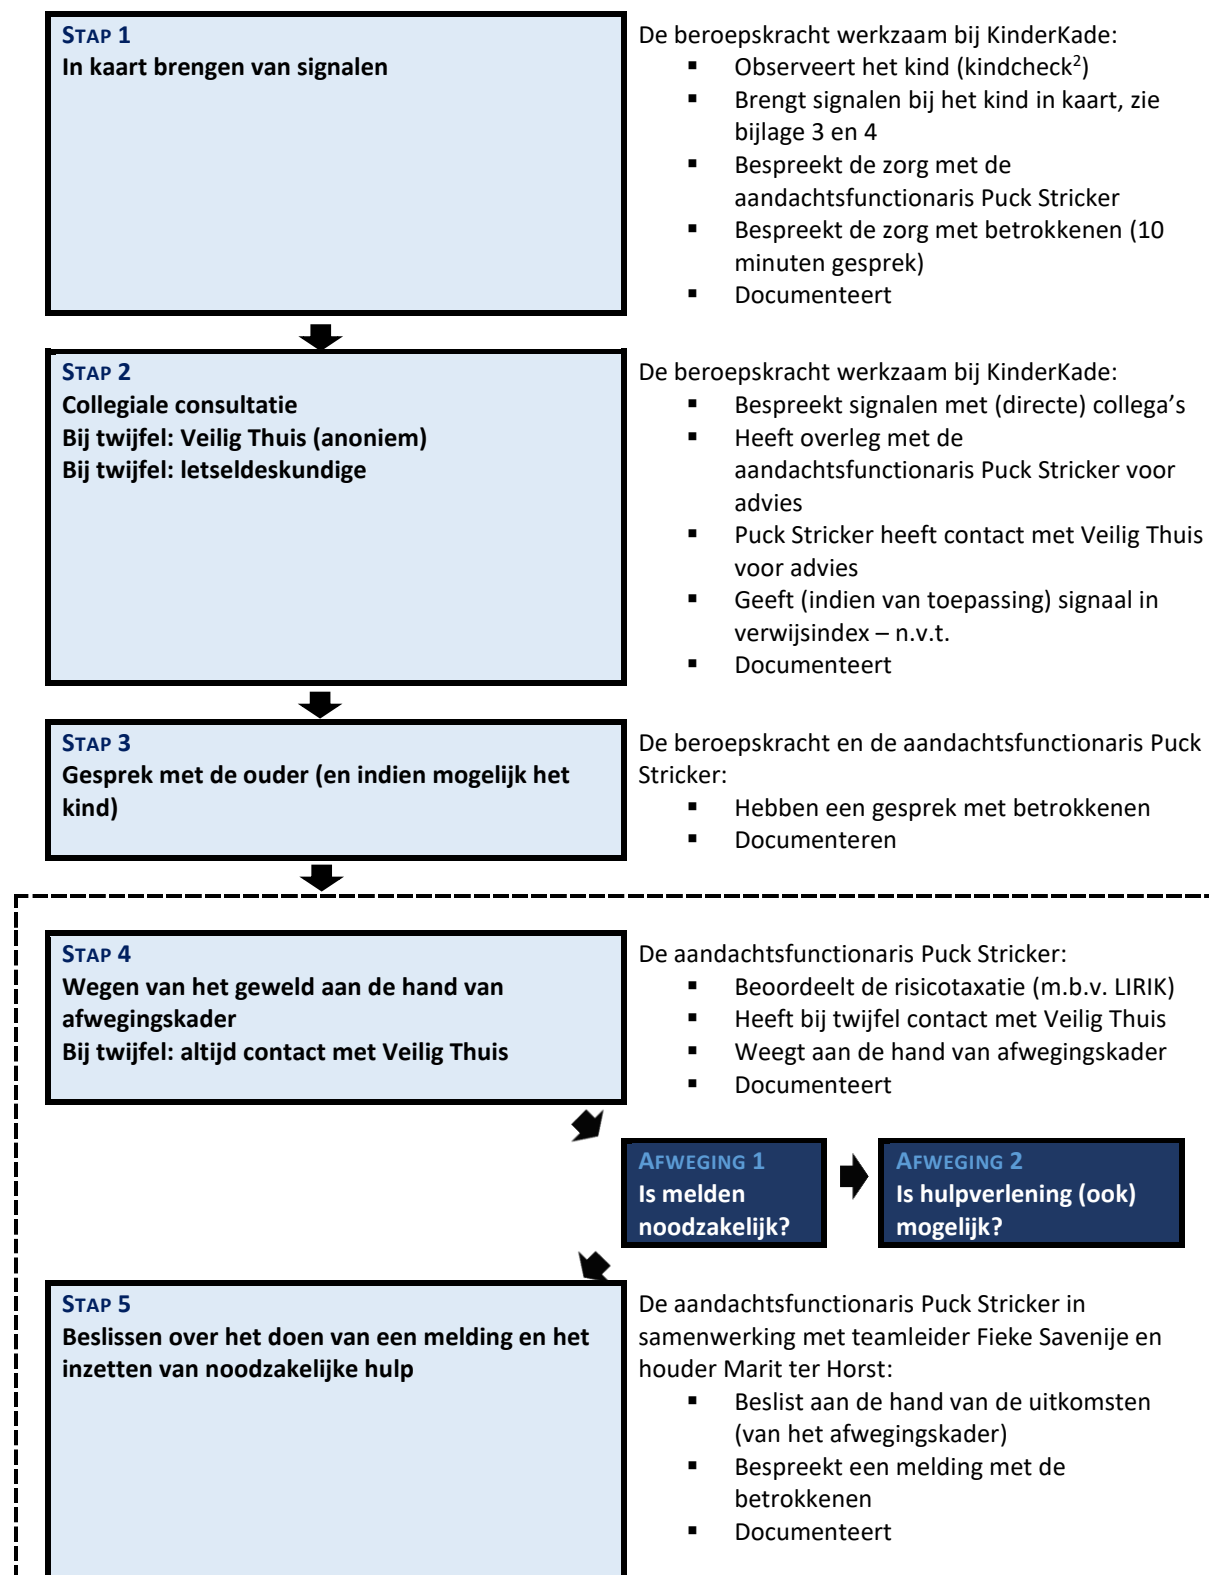 STAP 1
In kaart brengen van signalen
De beroepskracht werkzaam bij KinderKade:
▪ Observeert het kind (kindcheck²)
▪ Brengt signalen bij het kind in kaart, zie
bijlage 3 en 4
▪ Bespreekt de zorg met de
aandachtsfunctionaris Puck Stricker
▪ Bespreekt de zorg met betrokkenen (10
minuten gesprek)
▪ Documenteert
STAP 2
Collegiale consultatie
Bij twijfel: Veilig Thuis (anoniem)
Bij twijfel: letseldeskundige
De beroepskracht werkzaam bij KinderKade:
▪ Bespreekt signalen met (directe) collega’s
▪ Heeft overleg met de
aandachtsfunctionaris Puck Stricker voor
advies
▪ Puck Stricker heeft contact met Veilig Thuis
voor advies
▪ Geeft (indien van toepassing) signaal in
verwijsindex – n.v.t.
▪ Documenteert
STAP 3
Gesprek met de ouder (en indien mogelijk het
kind)
De beroepskracht en de aandachtsfunctionaris Puck
Stricker:
▪ Hebben een gesprek met betrokkenen
▪ Documenteren
STAP 4
Wegen van het geweld aan de hand van
afwegingskader
Bij twijfel: altijd contact met Veilig Thuis
De aandachtsfunctionaris Puck Stricker:
▪ Beoordeelt de risicotaxatie (m.b.v. LIRIK)
▪ Heeft bij twijfel contact met Veilig Thuis
▪ Weegt aan de hand van afwegingskader
▪ Documenteert
AFWEGING 1
Is melden
noodzakelijk?
AFWEGING 2
Is hulpverlening (ook)
mogelijk?
STAP 5
Beslissen over het doen van een melding en het
inzetten van noodzakelijke hulp
De aandachtsfunctionaris Puck Stricker in
samenwerking met teamleider Fieke Savenije en
houder Marit ter Horst:
▪ Beslist aan de hand van de uitkomsten
(van het afwegingskader)
▪ Bespreekt een melding met de
betrokkenen
▪ Documenteert